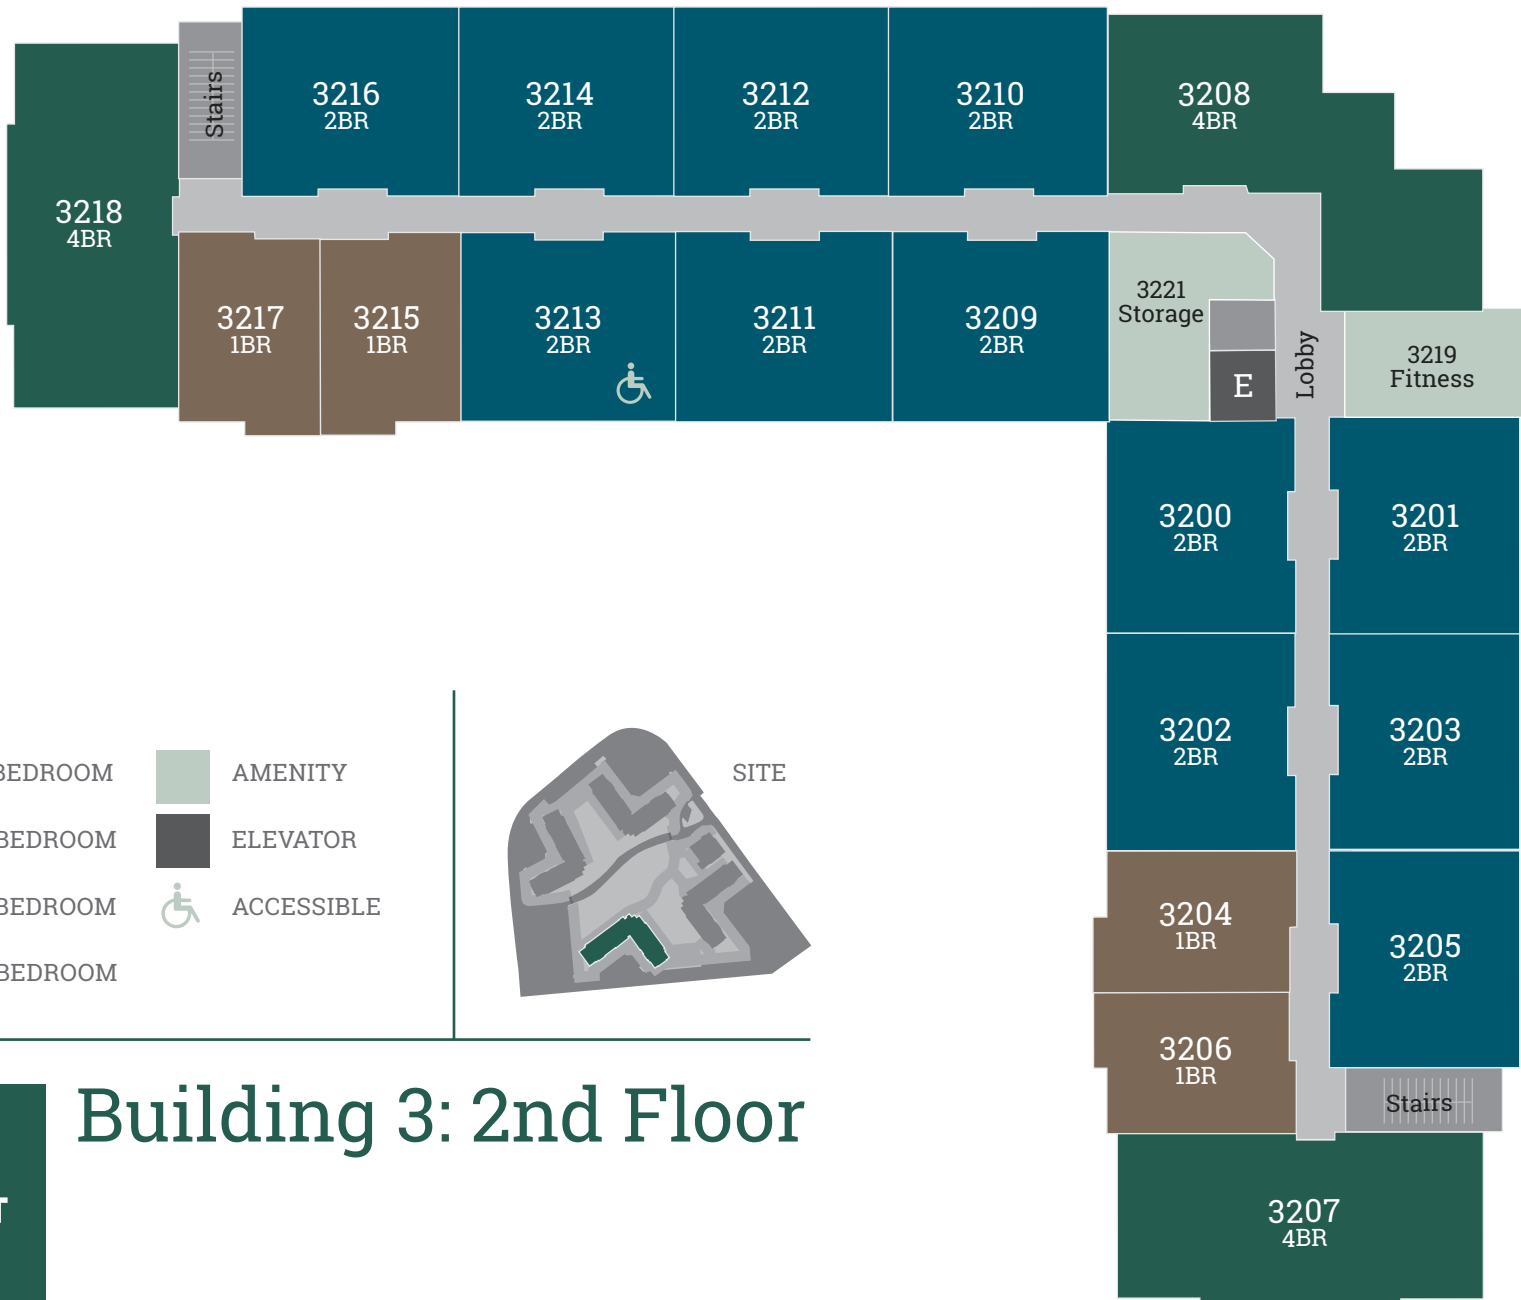 Stairs
3216
2BR
3214
2BR
3212
2BR
3210
2BR
3208
4BR
3218
4BR
3217
1BR
3215
1BR
3213
2BR
3211
2BR
3209
2BR
3221
Storage
E
Lobby
3219
Fitness
3200
2BR
3201
2BR
3202
2BR
3203
2BR
3204
1BR
3205
2BR
3206
1BR
Stairs
3207
4BR
BEDROOM
AMENITY
BEDROOM
ELEVATOR
BEDROOM
ACCESSIBLE
BEDROOM
SITE
Building 3: 2nd Floor